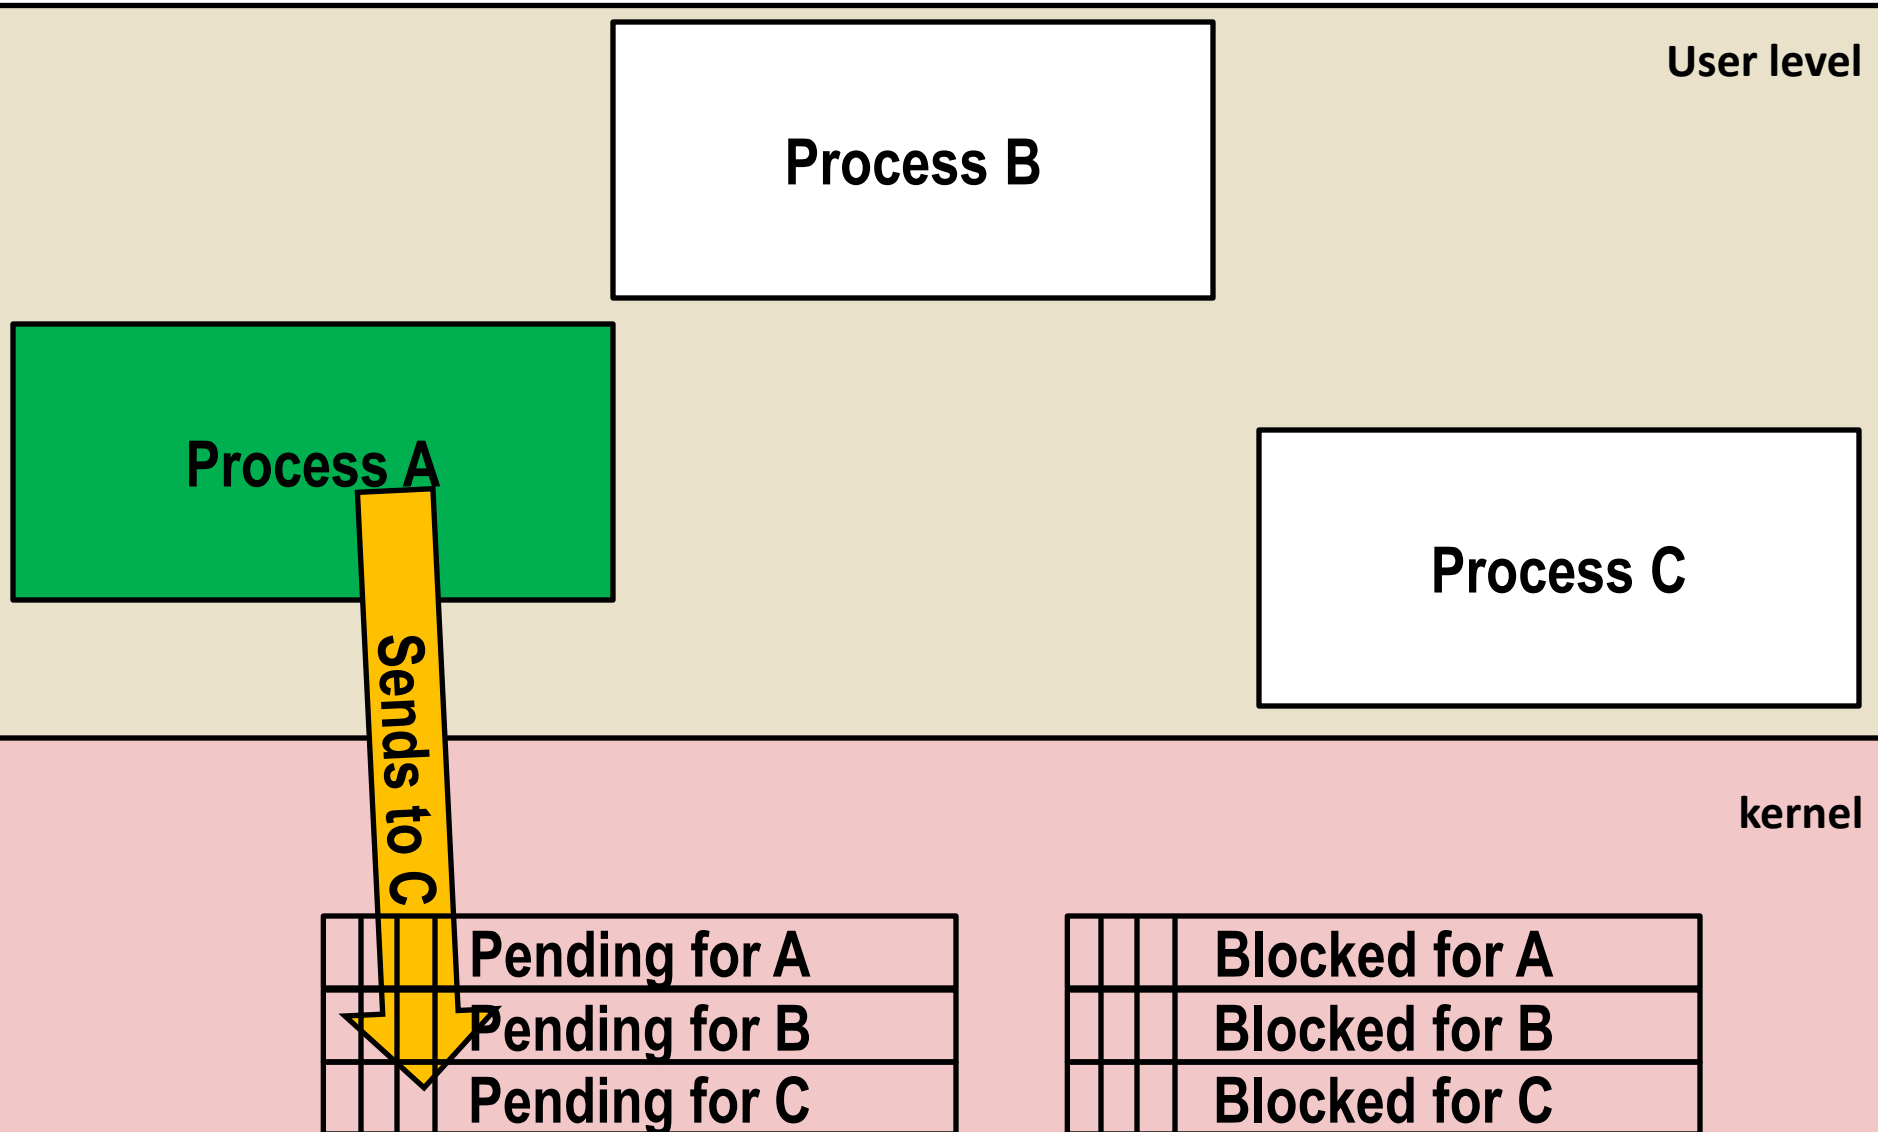 User level
Process B
Process A
Process C
Sends to C
kernel
Pending for A
Blocked for A
Pending for B
Blocked for B
Pending for C
Blocked for C